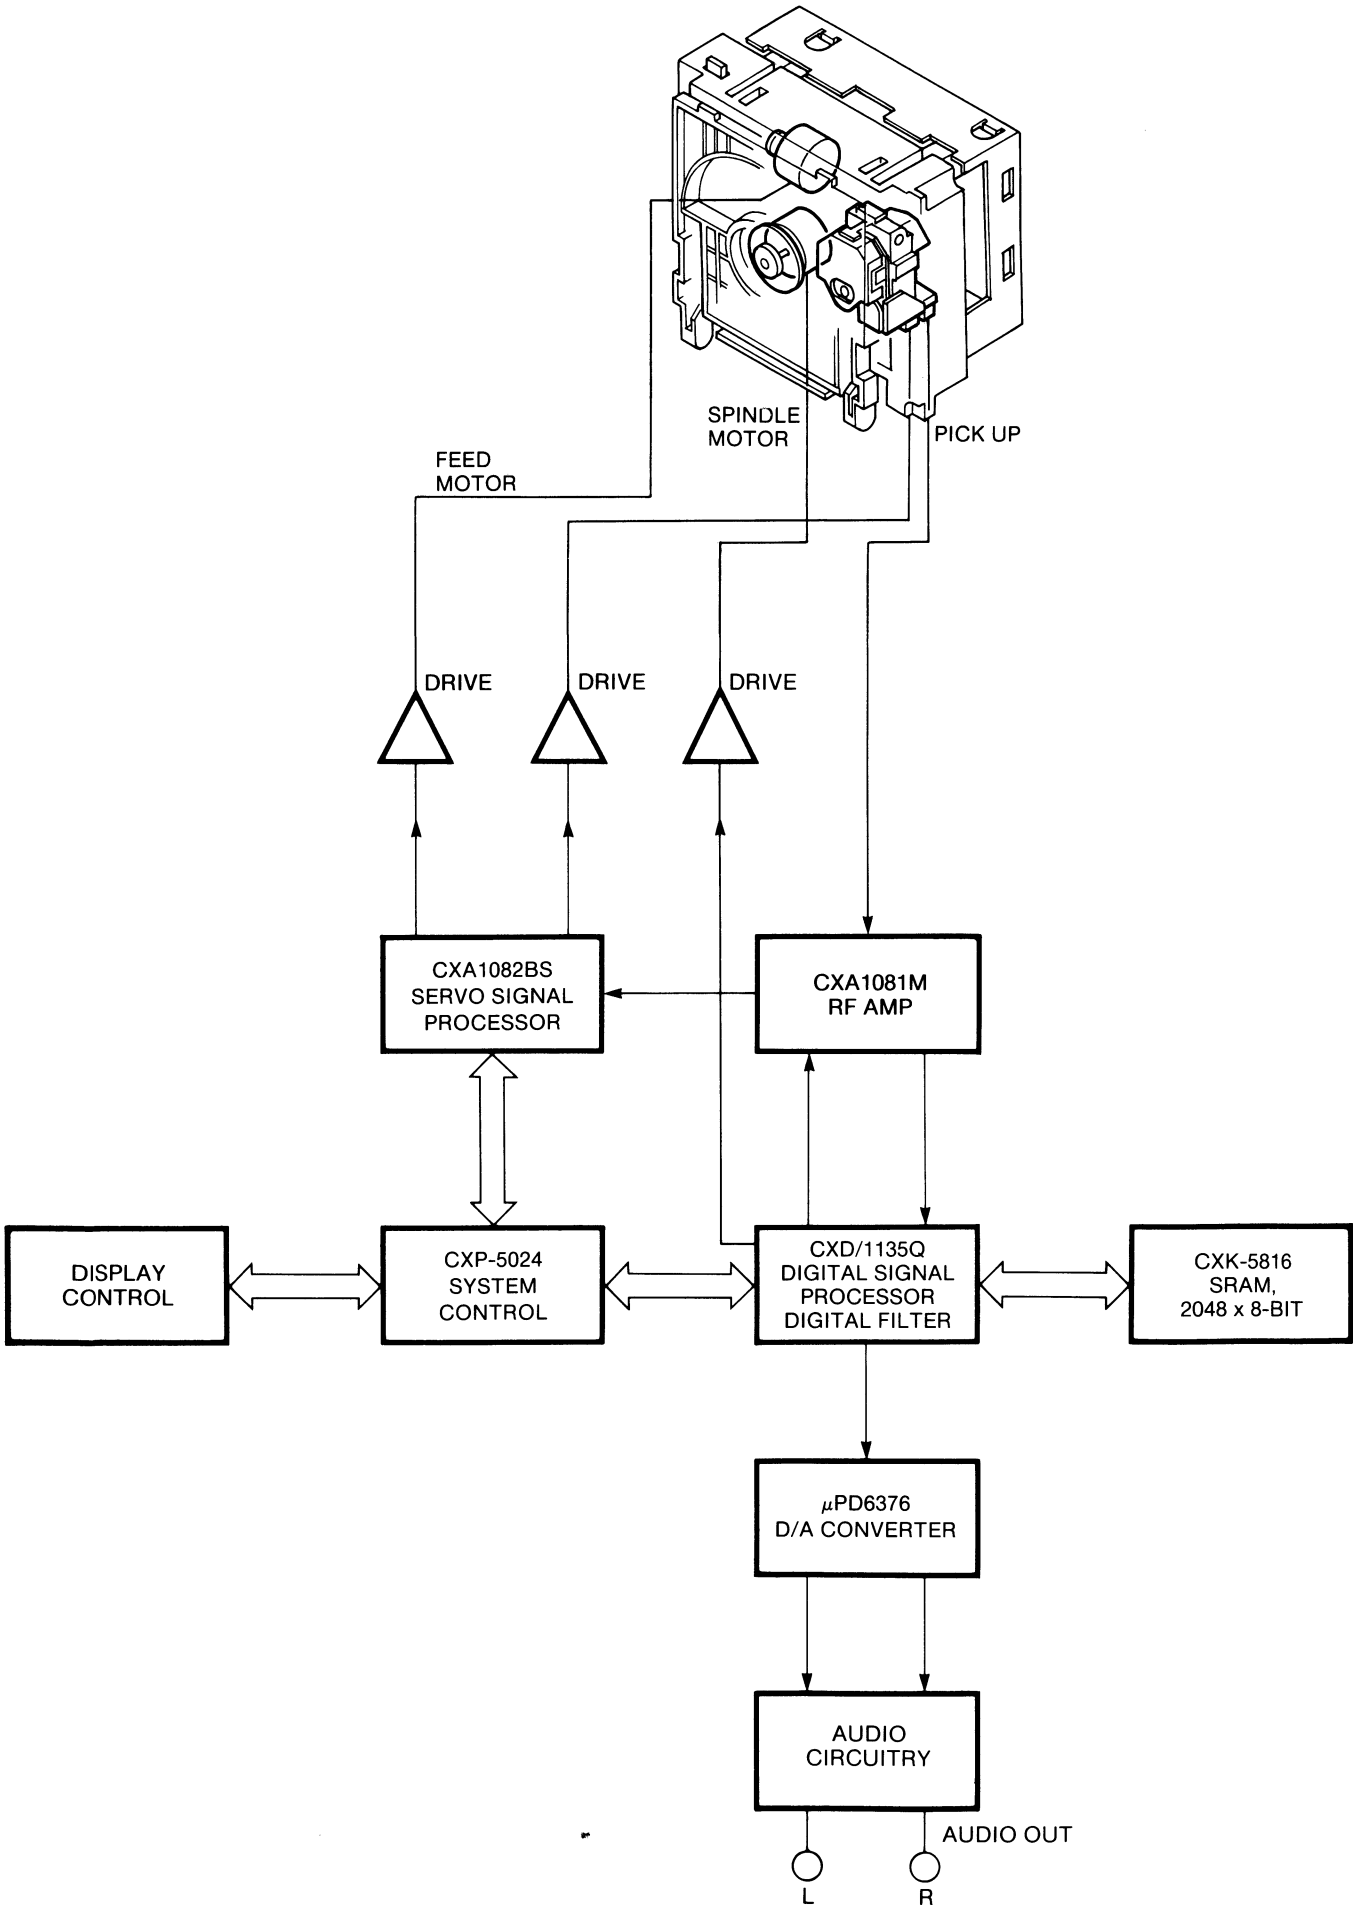 SPINDLE
MOTOR
PICK UP
FEED
MOTOR
DRIVE
DRIVE
DRIVE
CXA1082BS
SERVO SIGNAL
PROCESSOR
CXA1081M
RF AMP
DISPLAY
CONTROL
CXP-5024
SYSTEM
CONTROL
CXD/1135Q
DIGITAL SIGNAL
PROCESSOR
DIGITAL FILTER
CXK-5816
SRAM,
2048 x 8-BIT
μPD6376
D/A CONVERTER
AUDIO
CIRCUITRY
AUDIO OUT
L
R